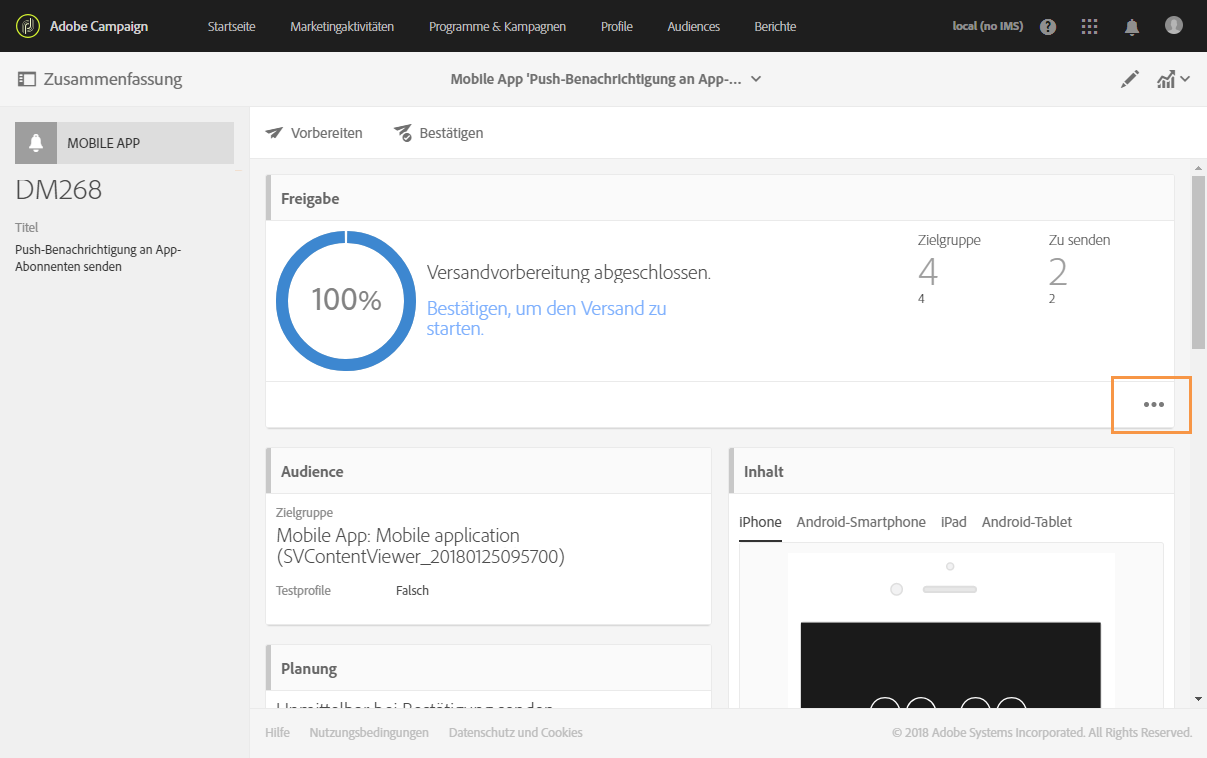 Adobe Campaign
Startseite
Marketingaktivitäten
Programme & Kampagnen
Profile
Audiences
Berichte
local (no IMS)
Zusammenfassung
Mobile App 'Push-Benachrichtigung an App-...
MOBILE APP
DM268
Titel
Push-Benachrichtigung an App-
Abonnenten senden
Vorbereiten
Bestätigen
Freigabe
100%
Versandvorbereitung abgeschlossen.
Bestätigen, um den Versand zu
starten.
Zielgruppe
4
4
Zu senden
2
2
Audience
Zielgruppe
Mobile App: Mobile application
(SVContentViewer_20180125095700)
Testprofile
Falsch
Inhalt
iPhone
Android-Smartphone
iPad
Android-Tablet
Planung
Unmittelbar bei Bestätigung senden
Hilfe
Nutzungsbedingungen
Datenschutz und Cookies
© 2018 Adobe Systems Incorporated. All Rights Reserved.